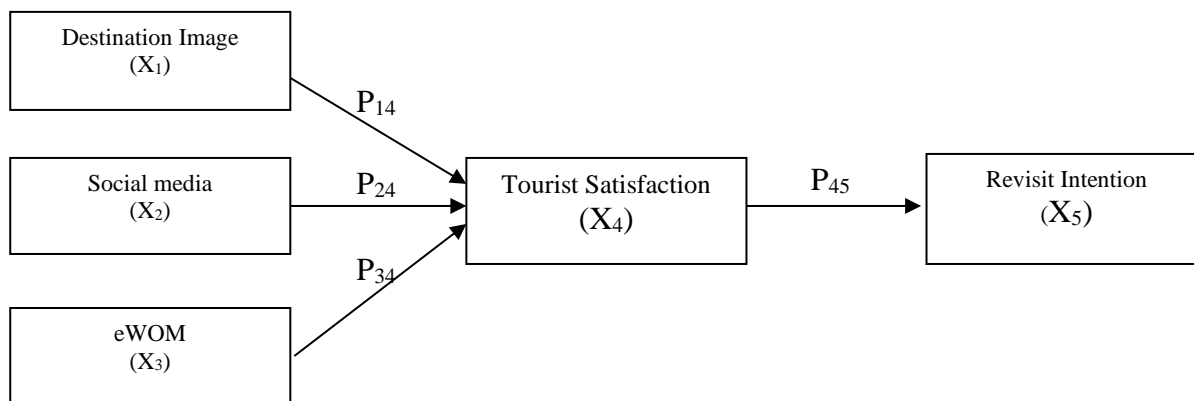 Destination Image
(X₁)
P₁₄
Social media
(X₂)
P₂₄
Tourist Satisfaction
(X₄)
P₄₅
Revisit Intention
(X₅)
P₃₄
eWOM
(X₃)